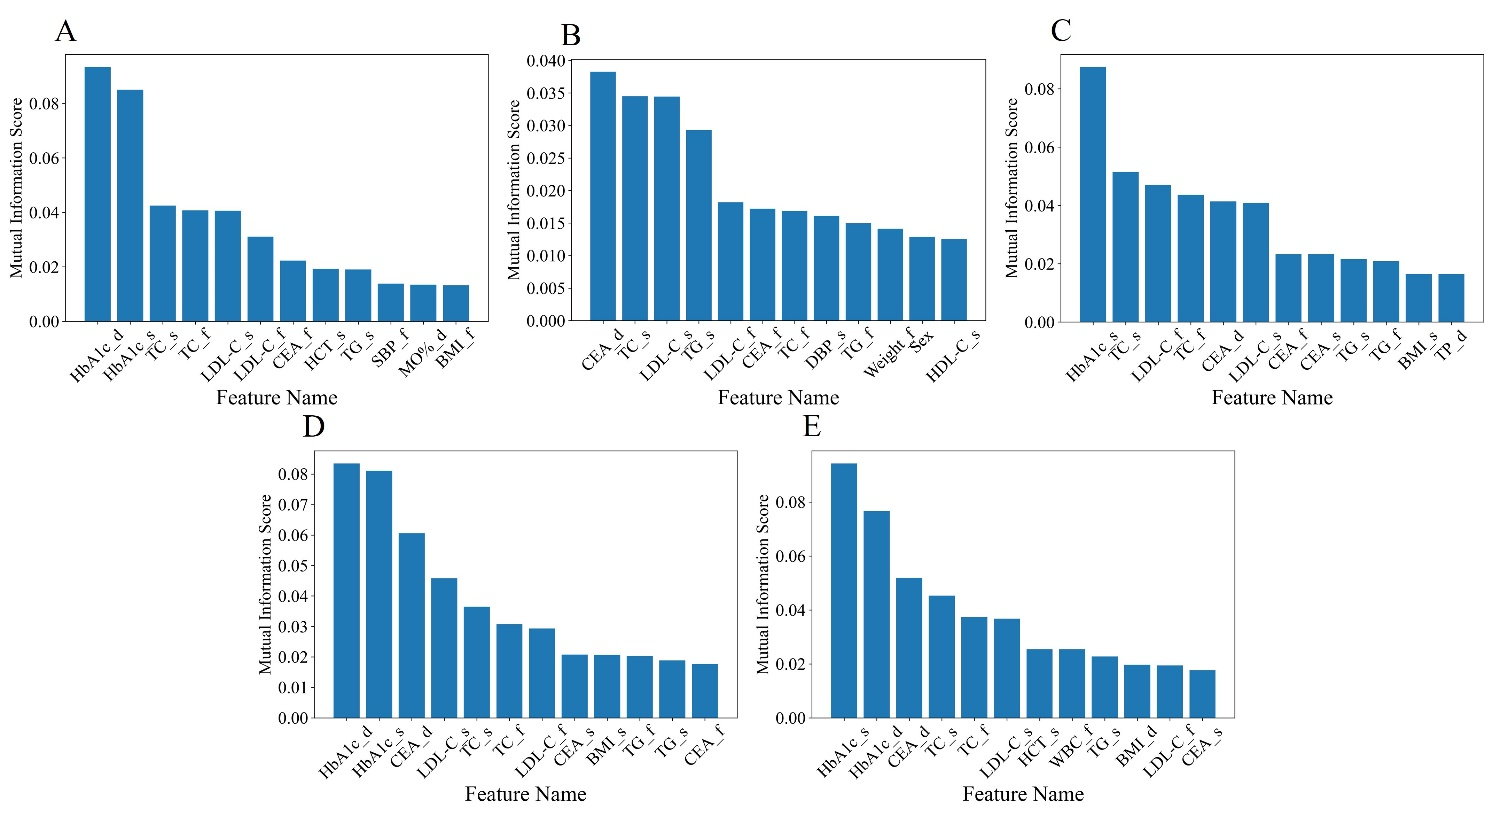 A
Mutual Information Score
0.08
0.06
0.04
0.02
0.00
HbA1c_d
HbA1c_s
TC_s
TC_f
LDL-C_s
LDL-C_f
CEA_f
HCT_s
TG_s
SBP_f
MO%_d
BMI_f
Feature Name
B
Mutual Information Score
0.040
0.035
0.030
0.025
0.020
0.015
0.010
0.005
0.000
CEA_d
TC_s
LDL-C_s
TG_s
LDL-C_f
CEA_f
TC_f
DBP_s
TG_f
Weight_f
Sex
HDL-C_s
Feature Name
C
Mutual Information Score
0.08
0.06
0.04
0.02
0.00
HbA1c_s
TC_s
LDL-C_f
TC_f
CEA_d
LDL-C_s
CEA_f
CEA_s
TG_s
TG_f
BMI_s
TP_d
Feature Name
D
Mutual Information Score
0.08
0.07
0.06
0.05
0.04
0.03
0.02
0.01
0.00
HbA1c_d
HbA1c_s
CEA_d
LDL-C_s
TC_s
TC_f
LDL-C_f
CEA_s
BMI_s
TG_f
TG_s
CEA_f
Feature Name
E
Mutual Information Score
0.08
0.06
0.04
0.02
0.00
HbA1c_s
HbA1c_d
CEA_d
TC_s
TC_f
LDL-C_s
HCT_s
WBC_f
TG_s
BMI_d
LDL-C_f
CEA_s
Feature Name